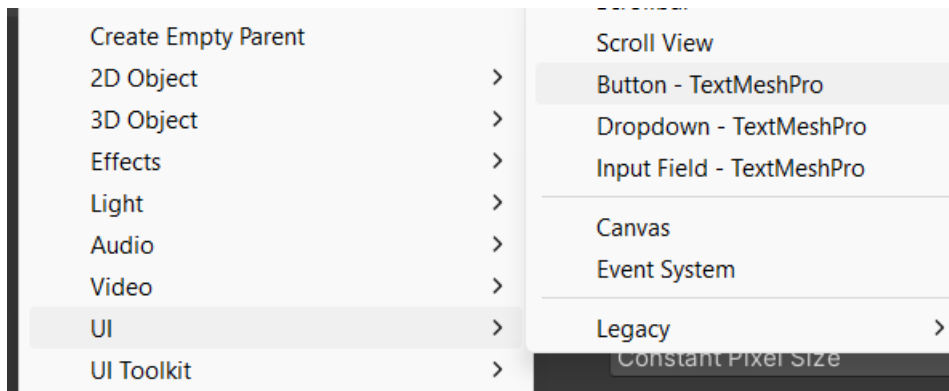 Create Empty Parent
2D Object
3D Object
Effects
Light
Audio
Video
UI
UI Toolkit
Scroll View
Button - TextMeshPro
Dropdown - TextMeshPro
Input Field - TextMeshPro
Canvas
Event System
Legacy
Constant Pixel Size